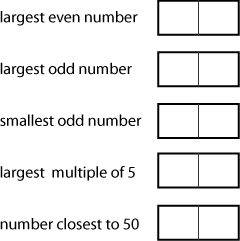 largest even number
largest odd number
smallest odd number
largest multiple of 5
number closest to 50